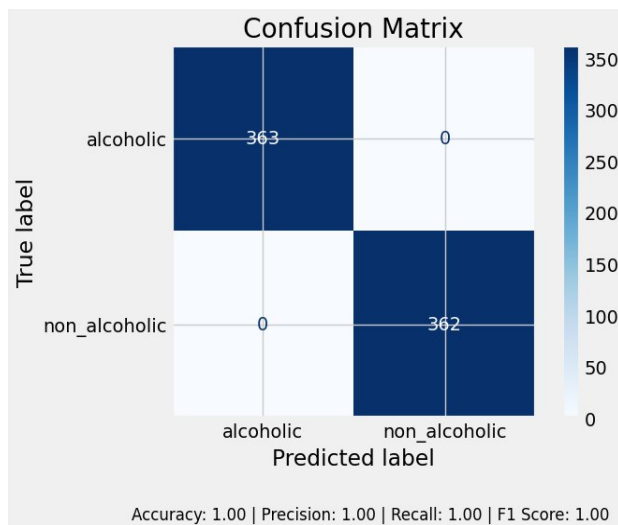 Confusion Matrix
True label
alcoholic
363
0
non_alcoholic
0
362
alcoholic
non_alcoholic
Predicted label
350
300
250
200
150
100
50
0
Accuracy: 1.00 | Precision: 1.00 | Recall: 1.00 | F1 Score: 1.00